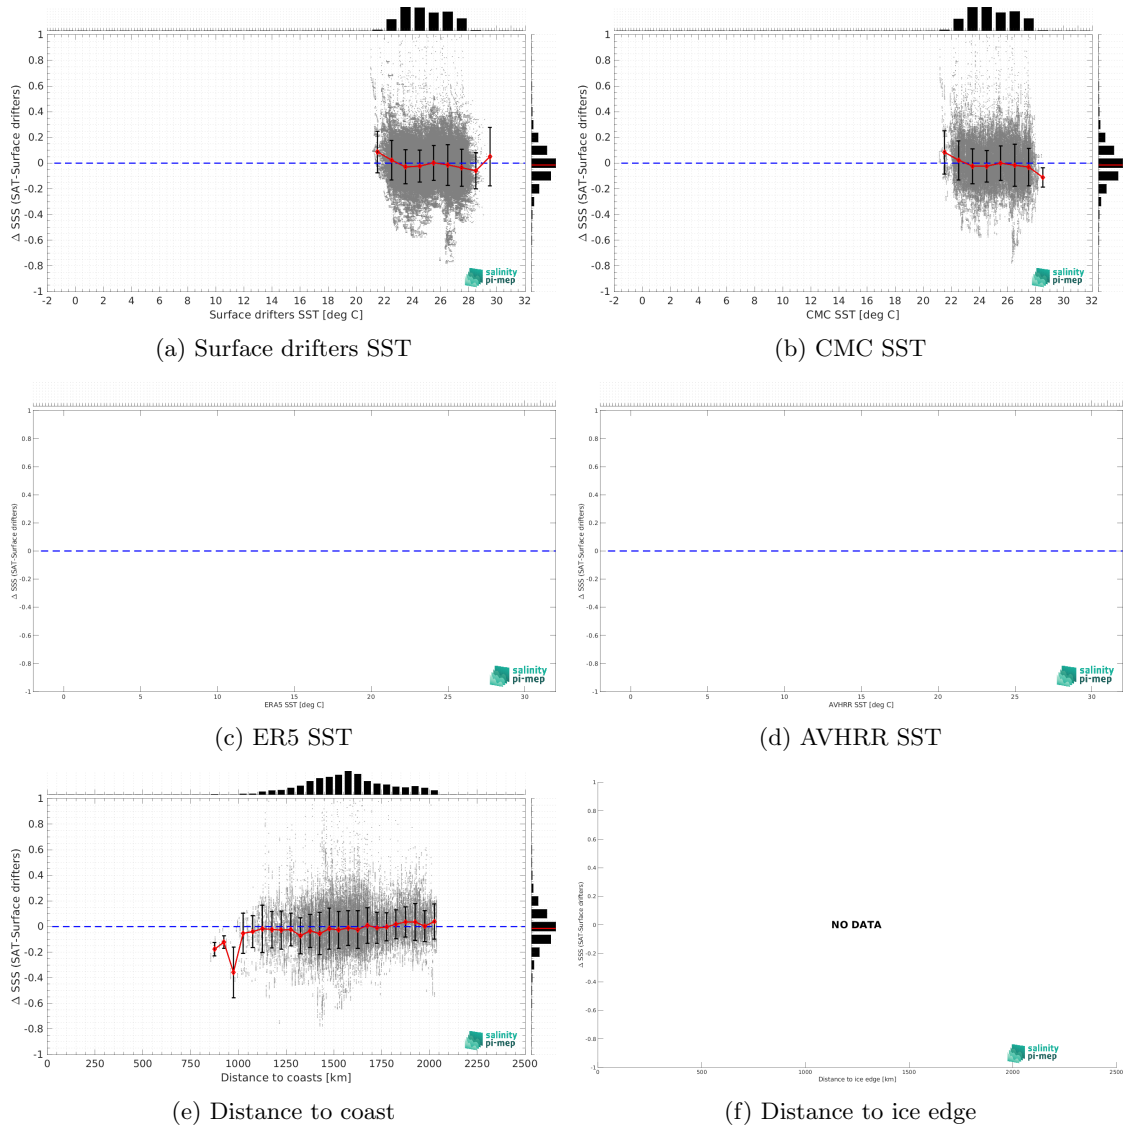 1
0.8
0.6
0.4
0.2
0
-0.2
-0.4
-0.6
-0.8
-1
Δ SSS (SAT-Surface drifters)
-2 0 2 4 6 8 10 12 14 16 18 20 22 24 26 28 30 32
Surface drifters SST [deg C]
salinity
pi-mep
(a) Surface drifters SST
1
0.8
0.6
0.4
0.2
0
-0.2
-0.4
-0.6
-0.8
-1
Δ SSS (SAT-Surface drifters)
-2 0 2 4 6 8 10 12 14 16 18 20 22 24 26 28 30 32
CMC SST [deg C]
salinity
pi-mep
(b) CMC SST
1
0.8
0.6
0.4
0.2
0
-0.2
-0.4
-0.6
-0.8
-1
Δ SSS (SAT-Surface drifters)
0 5 10 15 20 25 30
ERA5 SST [deg C]
salinity
pi-mep
(c) ER5 SST
1
0.8
0.6
0.4
0.2
0
-0.2
-0.4
-0.6
-0.8
-1
Δ SSS (SAT-Surface drifters)
0 5 10 15 20 25 30
AVHRR SST [deg C]
salinity
pi-mep
(d) AVHRR SST
1
0.8
0.6
0.4
0.2
0
-0.2
-0.4
-0.6
-0.8
-1
Δ SSS (SAT-Surface drifters)
0 250 500 750 1000 1250 1500 1750 2000 2250 2500
Distance to coasts [km]
salinity
pi-mep
(e) Distance to coast
1
0.8
0.6
0.4
0.2
0
-0.2
-0.4
-0.6
-0.8
-1
Δ SSS (SAT-Surface drifters)
NO DATA
0 500 1000 1500 2000 2500
Distance to ice edge [km]
salinity
pi-mep
(f) Distance to ice edge